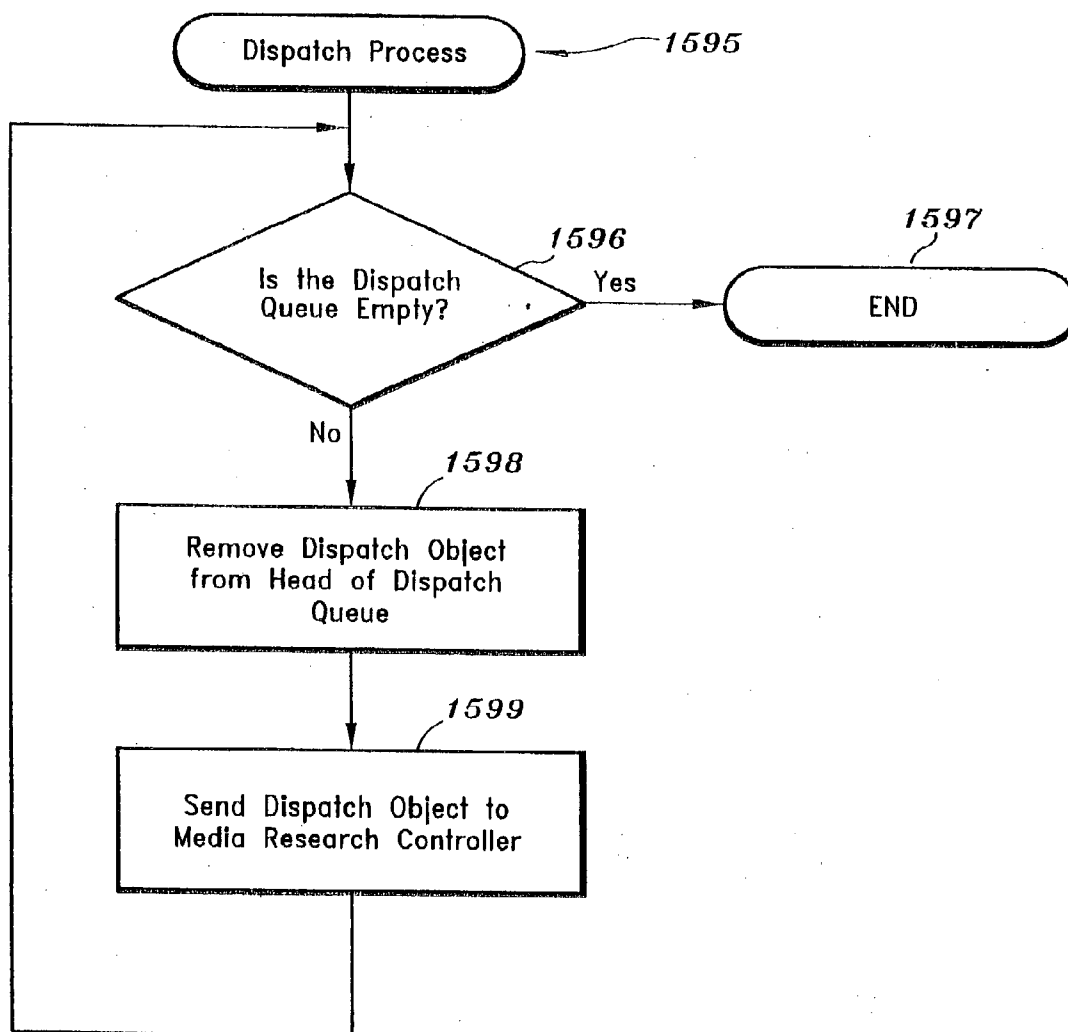 Dispatch Process
1595
Is the Dispatch
Queue Empty?
1596
Yes
1597
END
No
1598
Remove Dispatch Object
from Head of Dispatch
Queue
1599
Send Dispatch Object to
Media Research Controller